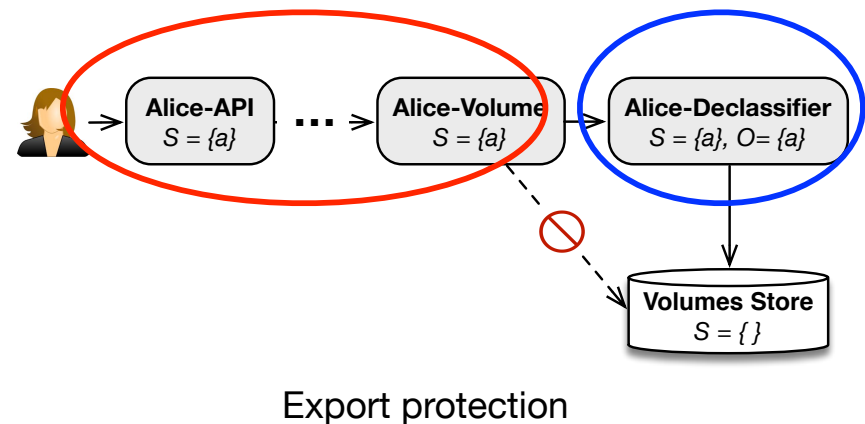 Alice-API
S = {a}
...
Alice-Volume
S = {a}
Alice-Declassifier
S = {a}, O= {a}
Volumes Store
S = { }
Export protection